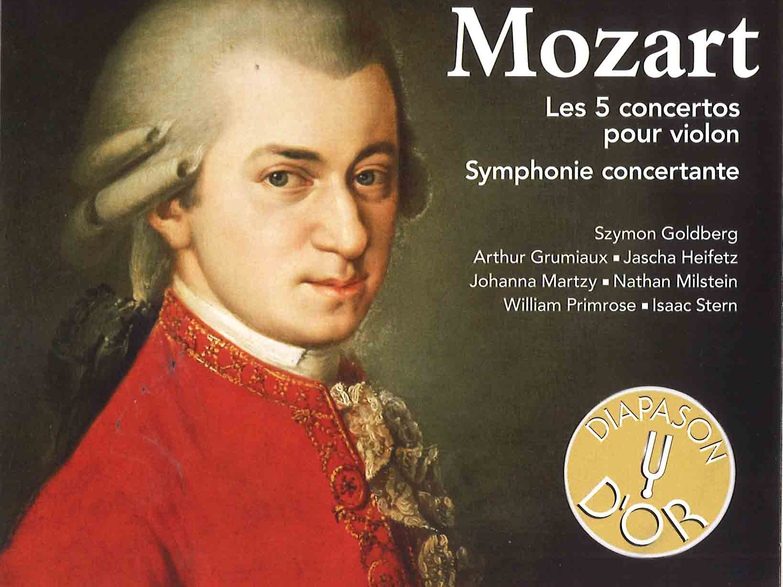 Mozart
Les 5 concertos
pour violon
Symphonie concertante
Szymon Goldberg
Arthur Grumiaux ▪ Jascha Heifetz
Johanna Martzy ▪ Nathan Milstein
William Primrose ▪ Isaac Stern
DIAPASON
D'OR